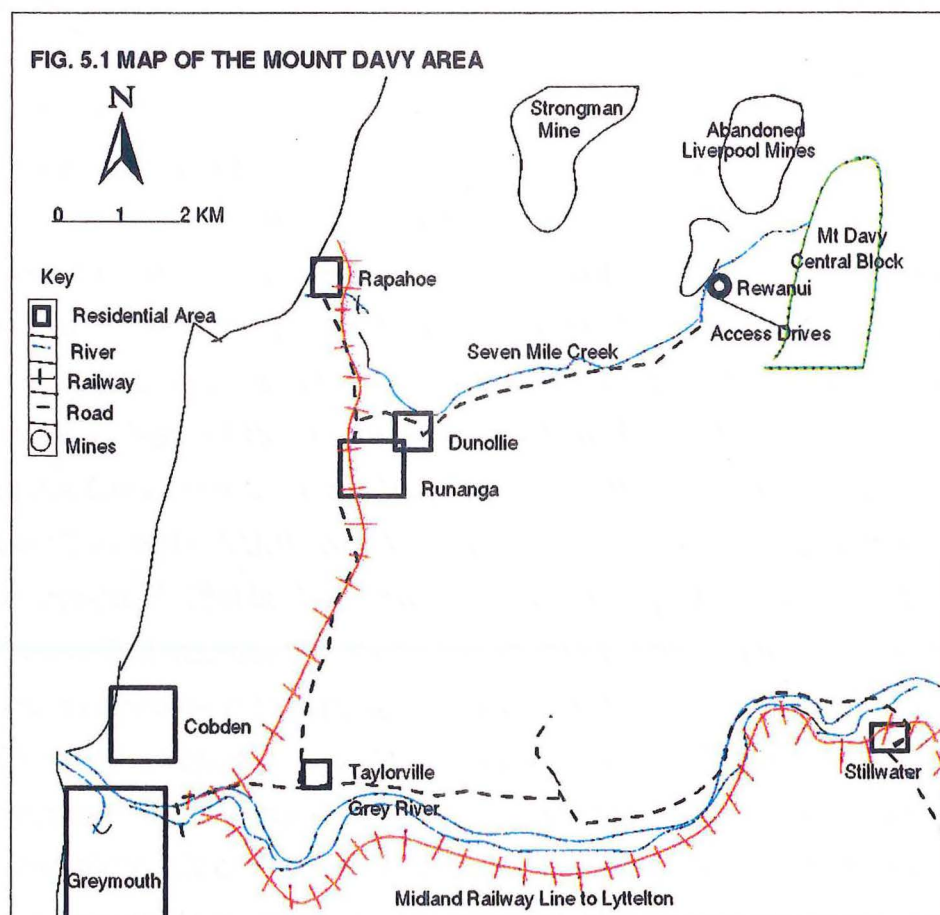 FIG. 5.1 MAP OF THE MOUNT DAVY AREA
N
0 1 2 KM
Strongman
Mine
Abandoned
Liverpool Mines
Mt Davy
Central Block
Rapahoe
Rewanui
Access Drives
Key
Residential Area
River
Railway
Road
Mines
Seven Mile Creek
Dunollie
Runanga
Cobden
Taylorville
Grey River
Stillwater
Greymouth
Midland Railway Line to Lyttelton